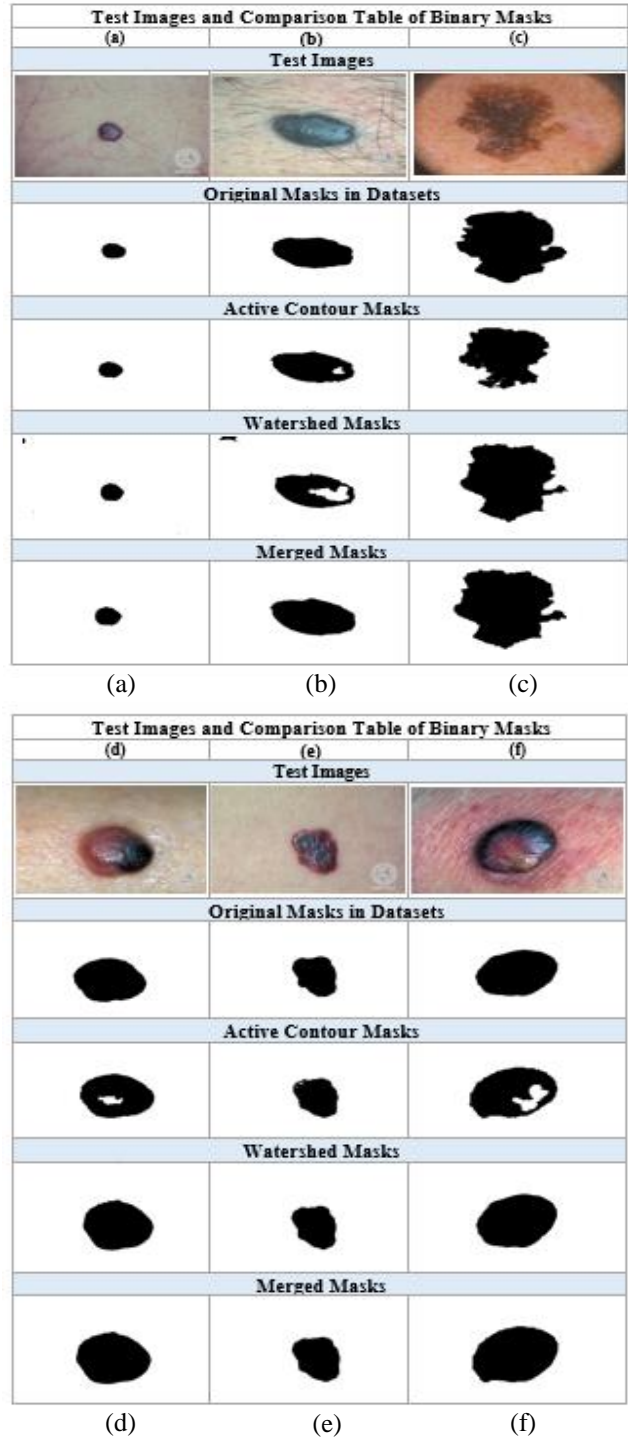 Test Images and Comparison Table of Binary Masks
(a) (b) (c)
Test Images
Original Masks in Datasets
Active Contour Masks
Watershed Masks
Merged Masks
(a) (b) (c)
Test Images and Comparison Table of Binary Masks
(d) (e) (f)
Test Images
Original Masks in Datasets
Active Contour Masks
Watershed Masks
Merged Masks
(d) (e) (f)